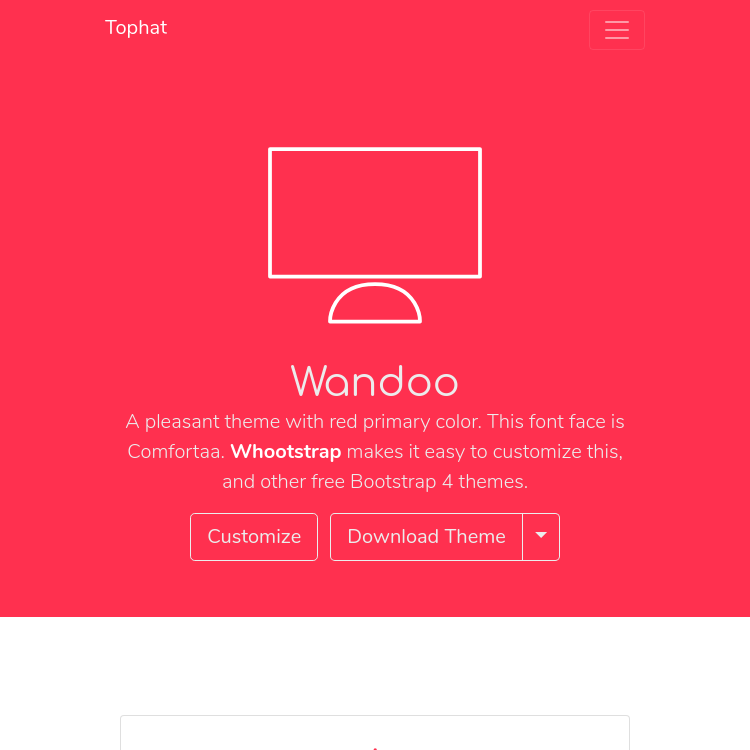 Tophat
Wandoo
A pleasant theme with red primary color. This font face is
Comfortaa. Whootstrap makes it easy to customize this,
and other free Bootstrap 4 themes.
Customize
Download Theme